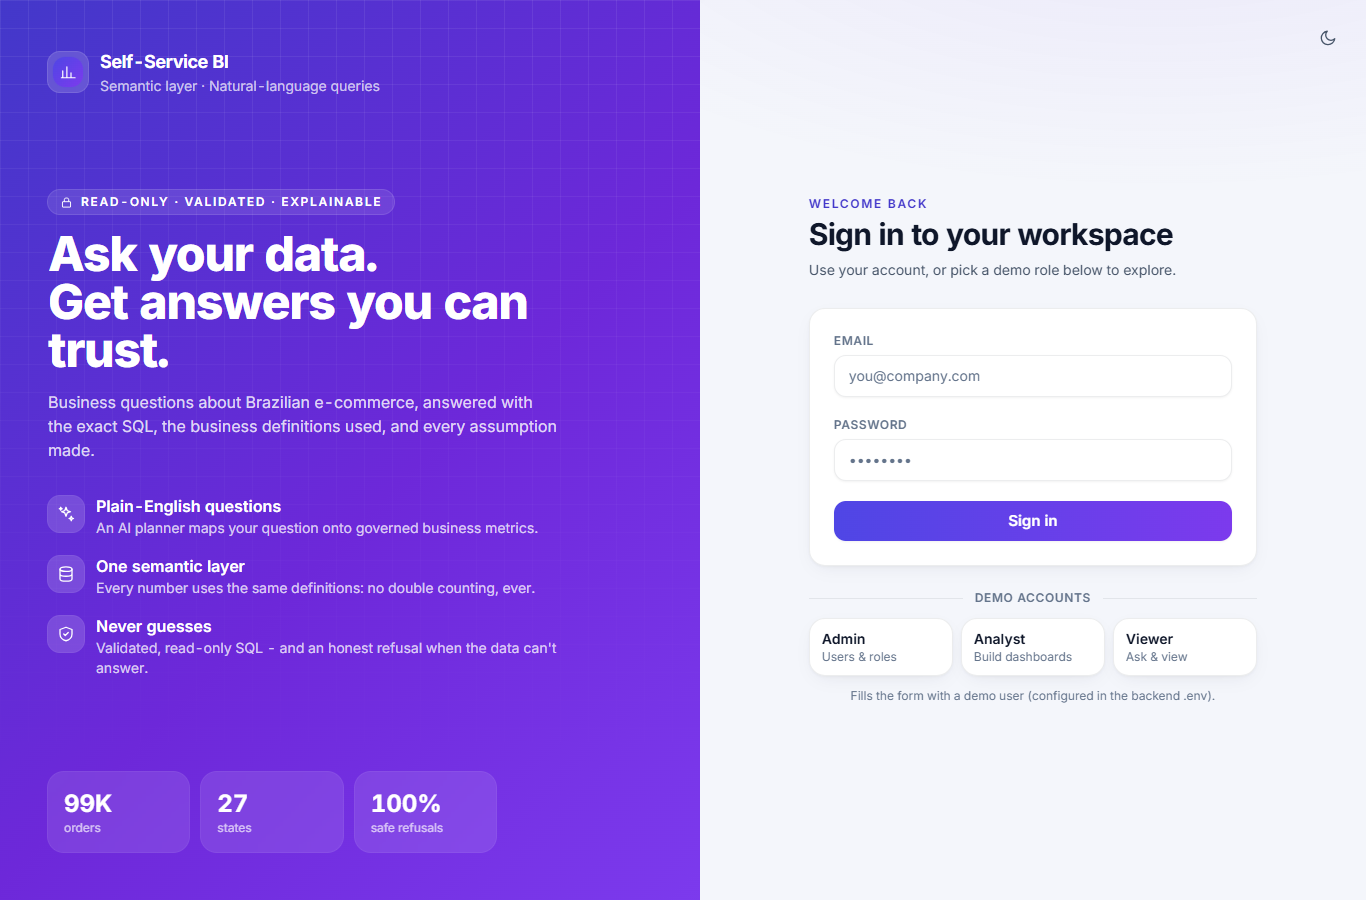 Self-Service BI
Semantic layer · Natural-language queries
READ-ONLY · VALIDATED · EXPLAINABLE
Ask your data.
Get answers you can
trust.
Business questions about Brazilian e-commerce, answered with
the exact SQL, the business definitions used, and every assumption
made.
Plain-English questions
An AI planner maps your question onto governed business metrics.
One semantic layer
Every number uses the same definitions: no double counting, ever.
Never guesses
Validated, read-only SQL - and an honest refusal when the data can't
answer.
99K
orders
27
states
100%
safe refusals
WELCOME BACK
Sign in to your workspace
Use your account, or pick a demo role below to explore.
EMAIL
you@company.com
PASSWORD
••••••••
Sign in
DEMO ACCOUNTS
Admin
Users & roles
Analyst
Build dashboards
Viewer
Ask & view
Fills the form with a demo user (configured in the backend .env).